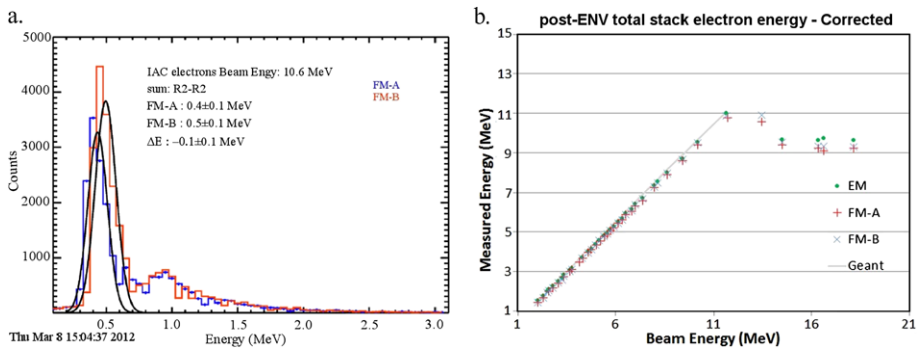 a.
5000
4000
3000
2000
1000
Counts
IAC electrons Beam Engy: 10.6 MeV
sum: R2-R2
FM-A : 0.4±0.1 MeV
FM-B : 0.5±0.1 MeV
ΔE : −0.1±0.1 MeV
FM-A
FM-B
0.5 1.0 1.5 2.0 2.5 3.0
Energy (MeV)
Thu Mar 8 15:04:37 2012
b.
post-ENV total stack electron energy - Corrected
15
13
11
9
7
5
3
1
Measured Energy (MeV)
EM
FM-A
FM-B
Geant
1 6 11 16 21
Beam Energy (MeV)